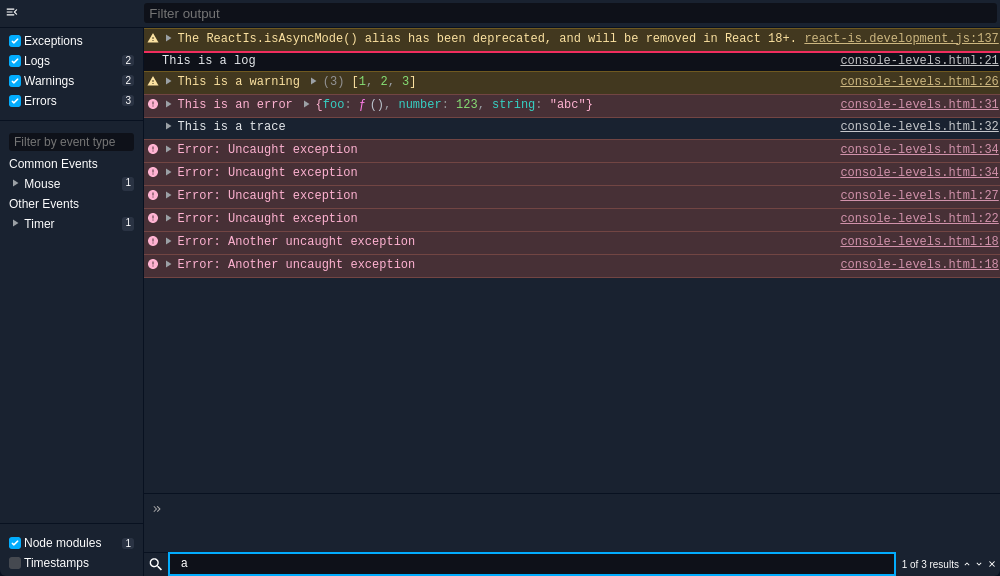 Filter output
Exceptions
Logs 2
Warnings 2
Errors 3
Filter by event type
Common Events
Mouse 1
Other Events
Timer 1
Node modules 1
Timestamps
The ReactIs.isAsyncMode() alias has been deprecated, and will be removed in React 18+. react-is.development.js:137
This is a log console-levels.html:21
This is a warning (3) [1, 2, 3] console-levels.html:26
This is an error {foo: ƒ (), number: 123, string: "abc"} console-levels.html:31
This is a trace console-levels.html:32
Error: Uncaught exception console-levels.html:34
Error: Uncaught exception console-levels.html:34
Error: Uncaught exception console-levels.html:27
Error: Uncaught exception console-levels.html:22
Error: Another uncaught exception console-levels.html:18
Error: Another uncaught exception console-levels.html:18
»
a 1 of 3 results